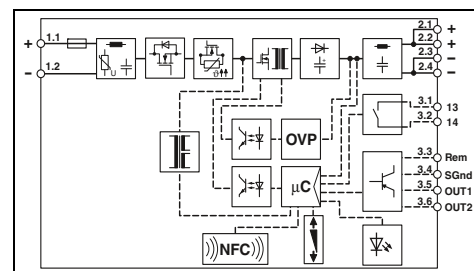 + 1.1
− 1.2
U
ϑ
2.1 +
2.2 +
2.3 −
2.4 −
OVP
3.1 13
3.2 14
µC
3.3 Rem
3.4 SGnd
3.5 OUT1
3.6 OUT2
NFC